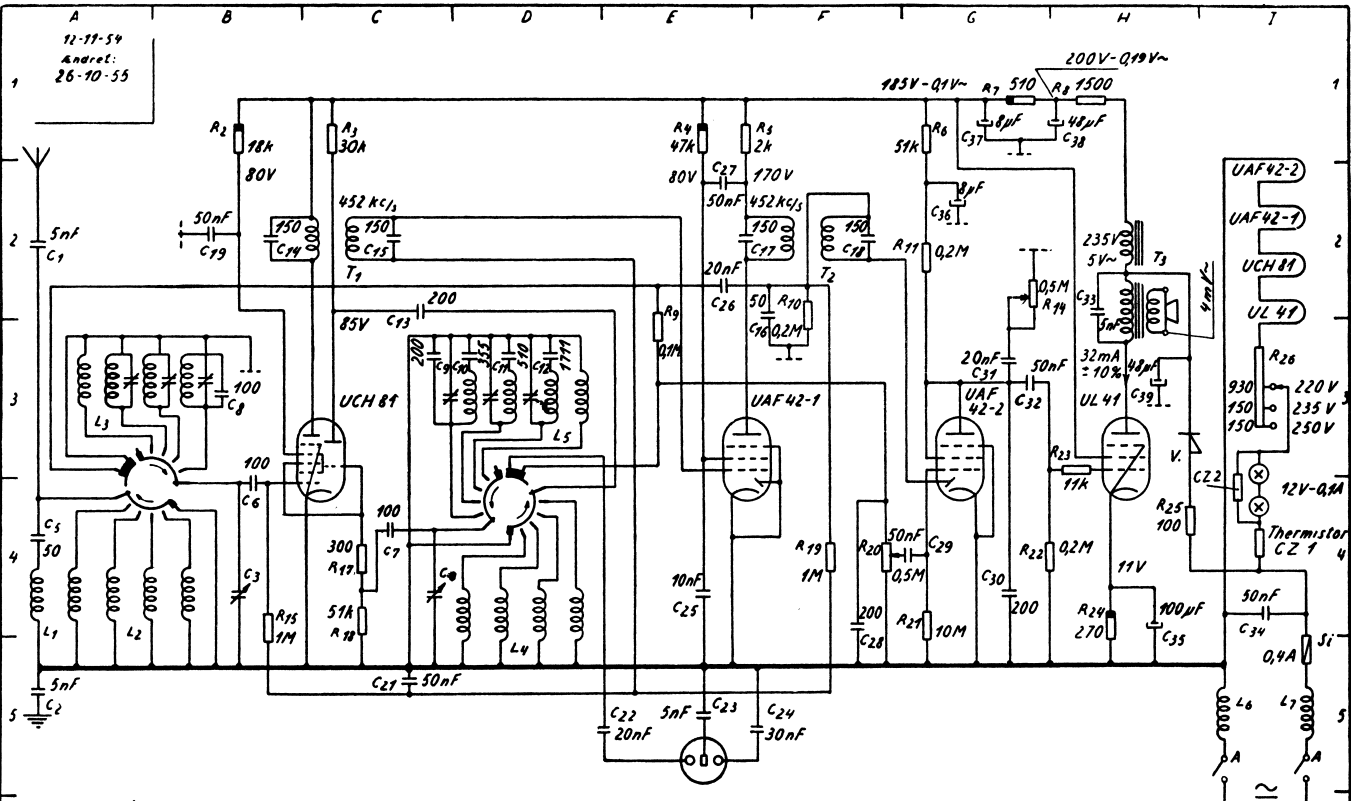 A B C D E F G H I
12-11-54
Ændret:
26-10-55
1
1
200V-0,19V~
185V-0,1V~
R7 510
R8 1500
8µF
C37
48µF
C38
R2
18k
R3
30k
R4
47k
R5
2k
R6
51k
80V
80V
C27
50nF
170V
8µF
C36
UAF42-2
UAF42-1
UCH81
UL41
2
2
5nF
C1
50nF
C19
150
C14
452 kc/s
150
C15
T1
452 kc/s
150
C17
150
C18
T2
R11
0,2M
235V
5V~
T3
4mV~
C33
5nF
0,5M
R14
20nF
C26
50
C16
R10
0,2M
200
C13
85V
R9
0,1M
200
C9
C10
355
C11
510
C12
1711
20nF
C31
50nF
C32
32mA
±10%
48µF
C39
R26
930
150
150
220V
235V
250V
3
3
L3
100
C8
UCH 81
L5
UAF 42-1
UAF
42-2
UL41
V.
R23
11k
CZ2
12V-0,1A
100
C6
C5
50
300
R17
100
C7
R25
100
Thermistor
CZ 1
4
4
C3
R15
1M
51k
R18
10nF
C25
R19
1M
R20
0,5M
50nF
C29
C30
200
R22
0,2M
11V
R24
270
100µF
C35
50nF
C34
Si
0,4A
L1
L2
L4
200
C28
R21
10M
5nF
C2
C21
50nF
C22
20nF
5nF
C23
C24
30nF
L6
L7
5
5
A
A
≈